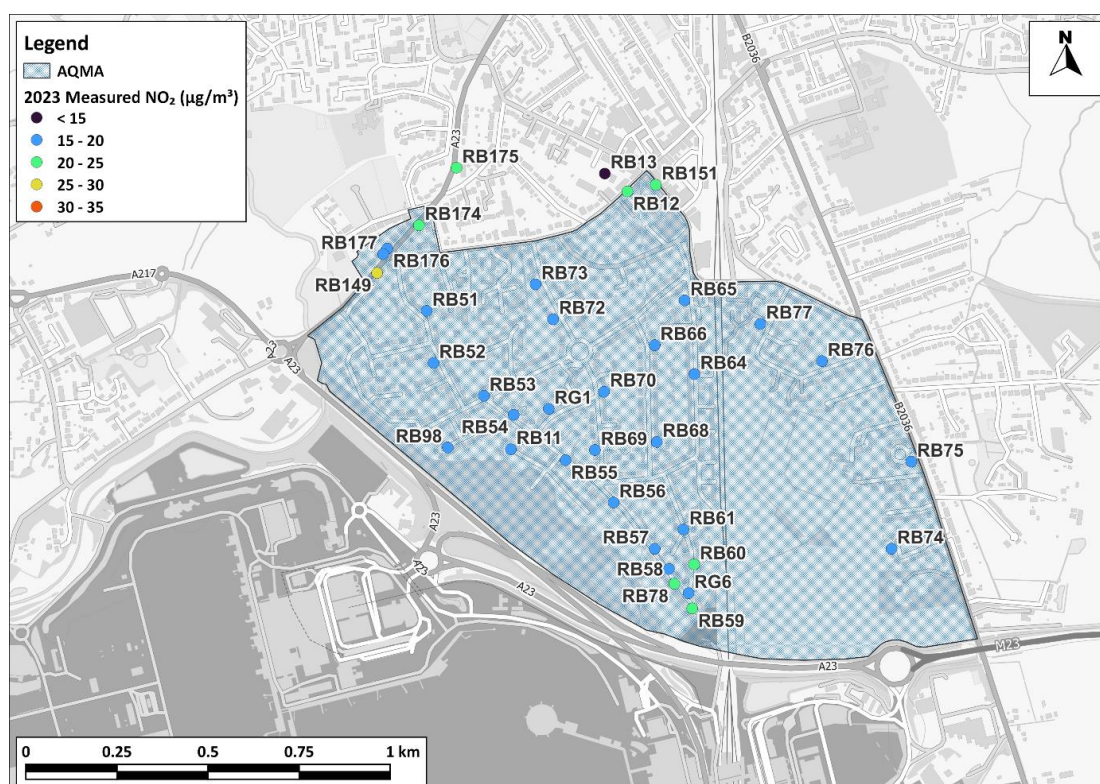 Legend
AQMA
2023 Measured NO₂ (µg/m³)
< 15
15 - 20
20 - 25
25 - 30
30 - 35
N
B2036
A23
RB175
RB13
RB151
RB12
RB174
RB177
RB176
A217
RB149
RB73
RB65
RB51
RB72
RB77
RB66
A23
A23
RB52
RB76
RB64
RB53
RB70
RG1
B2036
RB54
RB98
RB11
RB69
RB68
RB75
RB55
RB56
A23
RB61
RB57
RB74
RB60
A23
RB58
A23
RG6
RB78
RB59
M23
A23
0 0.25 0.5 0.75 1 km